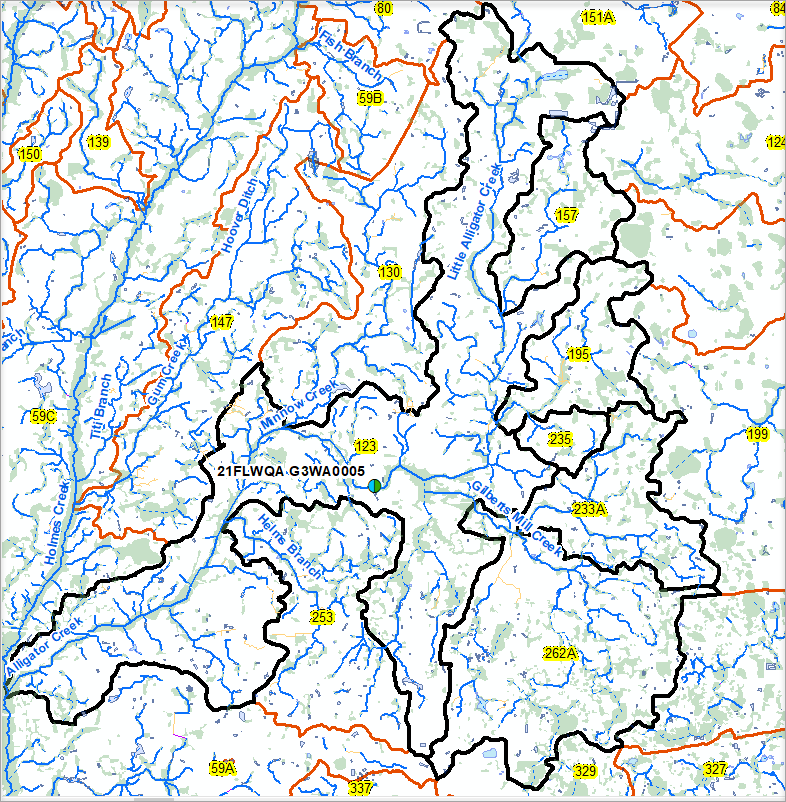 80
84
151A
Fish Branch
59B
139
124
150
Hoover Ditch
Little Alligator Creek
157
130
147
anch
195
Gum Creek
Titi Branch
Minnow Creek
59C
199
235
123
21FLWQA G3WA0005
Gilberts Mill Creek
233A
Holmes Creek
Helms Branch
253
Alligator Creek
262A
59A
329
327
337